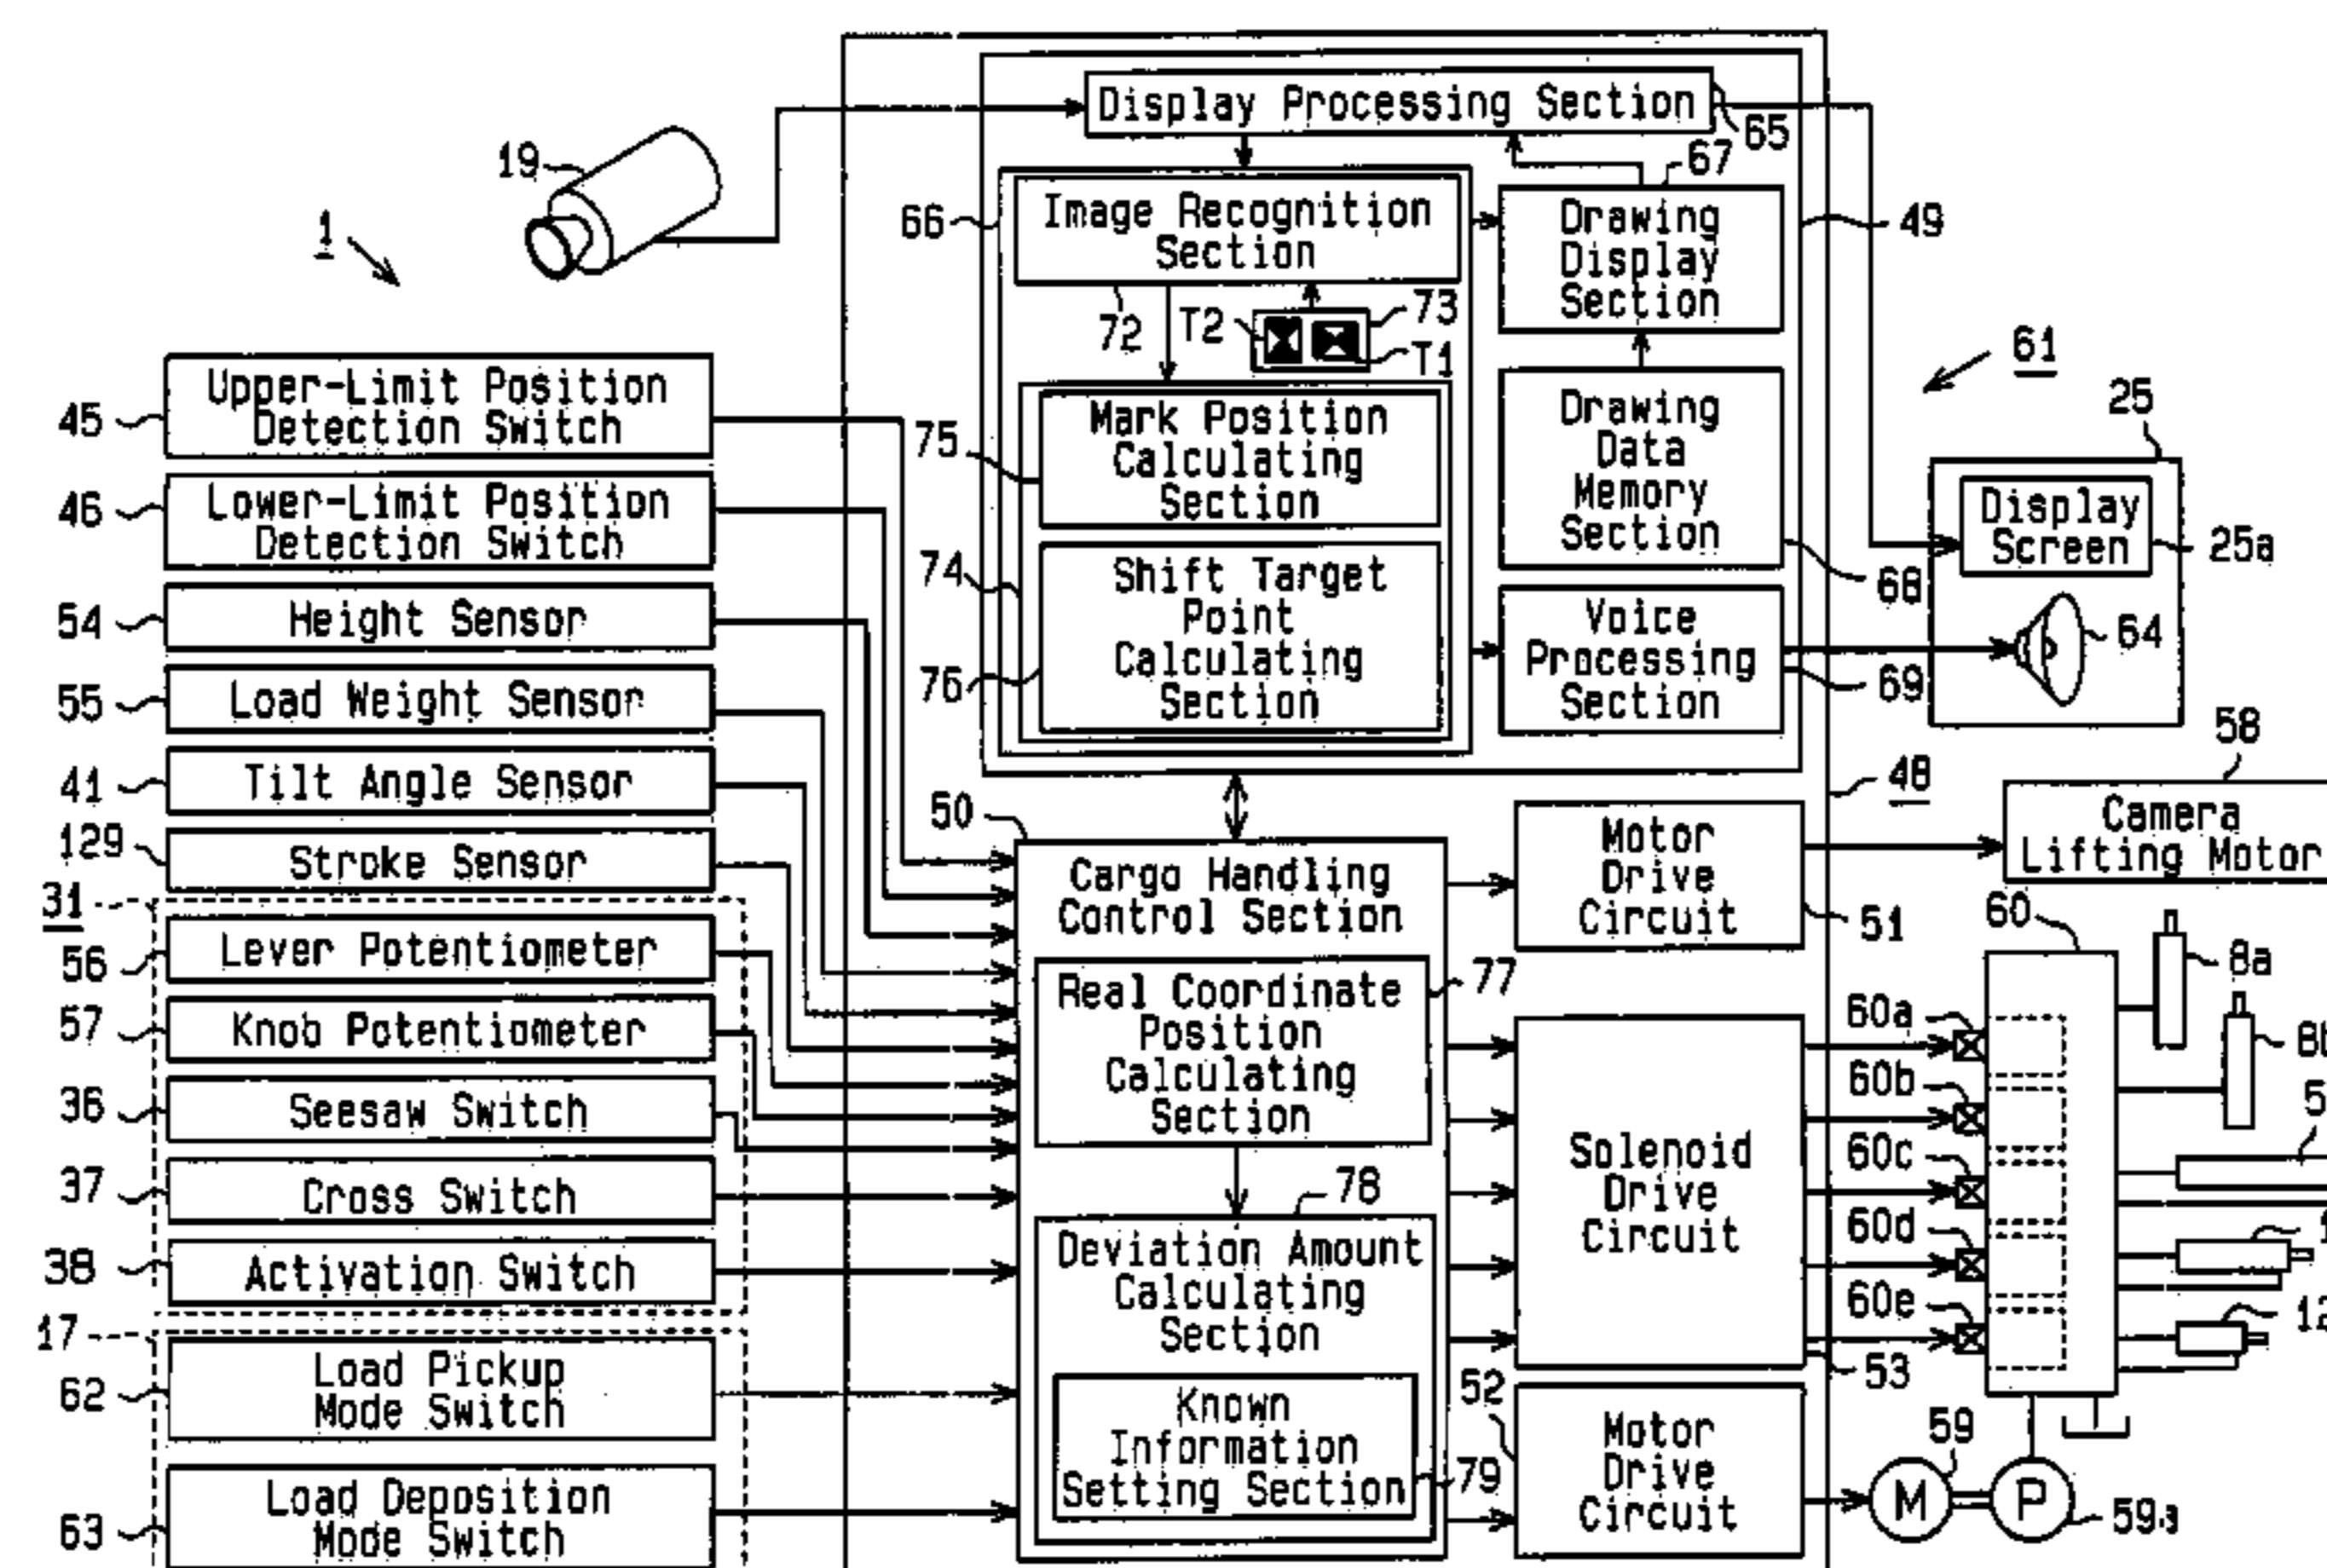 19
1
Display Processing Section
65
66
Image Recognition
Section
72
T2
73
T1
67
Drawing
Display
Section
49
75
Mark Position
Calculating
Section
Drawing
Data
Memory
Section
68
74
76
Shift Target
Point
Calculating
Section
Voice
Processing
Section
69
61
25
Display
Screen
25a
64
45
Upper-Limit Position
Detection Switch
46
Lower-Limit Position
Detection Switch
54
Height Sensor
55
Load Weight Sensor
41
Tilt Angle Sensor
129
Stroke Sensor
31
56
Lever Potentiometer
57
Knob Potentiometer
36
Seesaw Switch
37
Cross Switch
38
Activation Switch
17
62
Load Pickup
Mode Switch
63
Load Deposition
Mode Switch
50
Cargo Handling
Control Section
77
Real Coordinate
Position
Calculating
Section
78
Deviation Amount
Calculating
Section
Known
Information
Setting Section
79
48
Motor
Drive
Circuit
51
58
Camera
Lifting Motor
Solenoid
Drive
Circuit
53
52
Motor
Drive
Circuit
60
60a
60b
60c
60d
60e
8a
59
M
P
59a